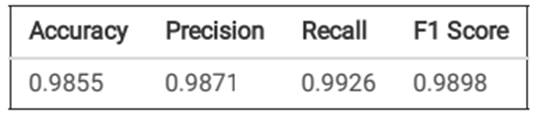 Accuracy Precision Recall F1 Score
0.9855 0.9871 0.9926 0.9898